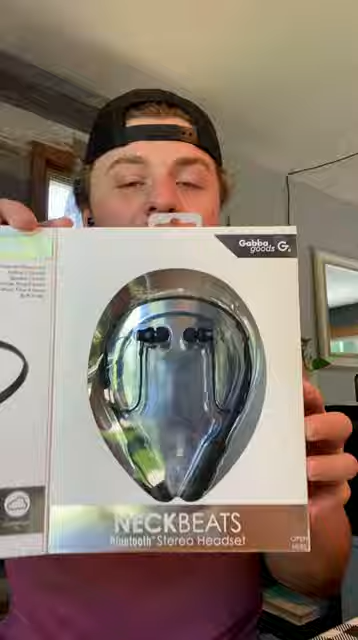 Gabba
goods G.
NECKBEATS
Bluetooth® Stereo Headset
OPEN
HERE